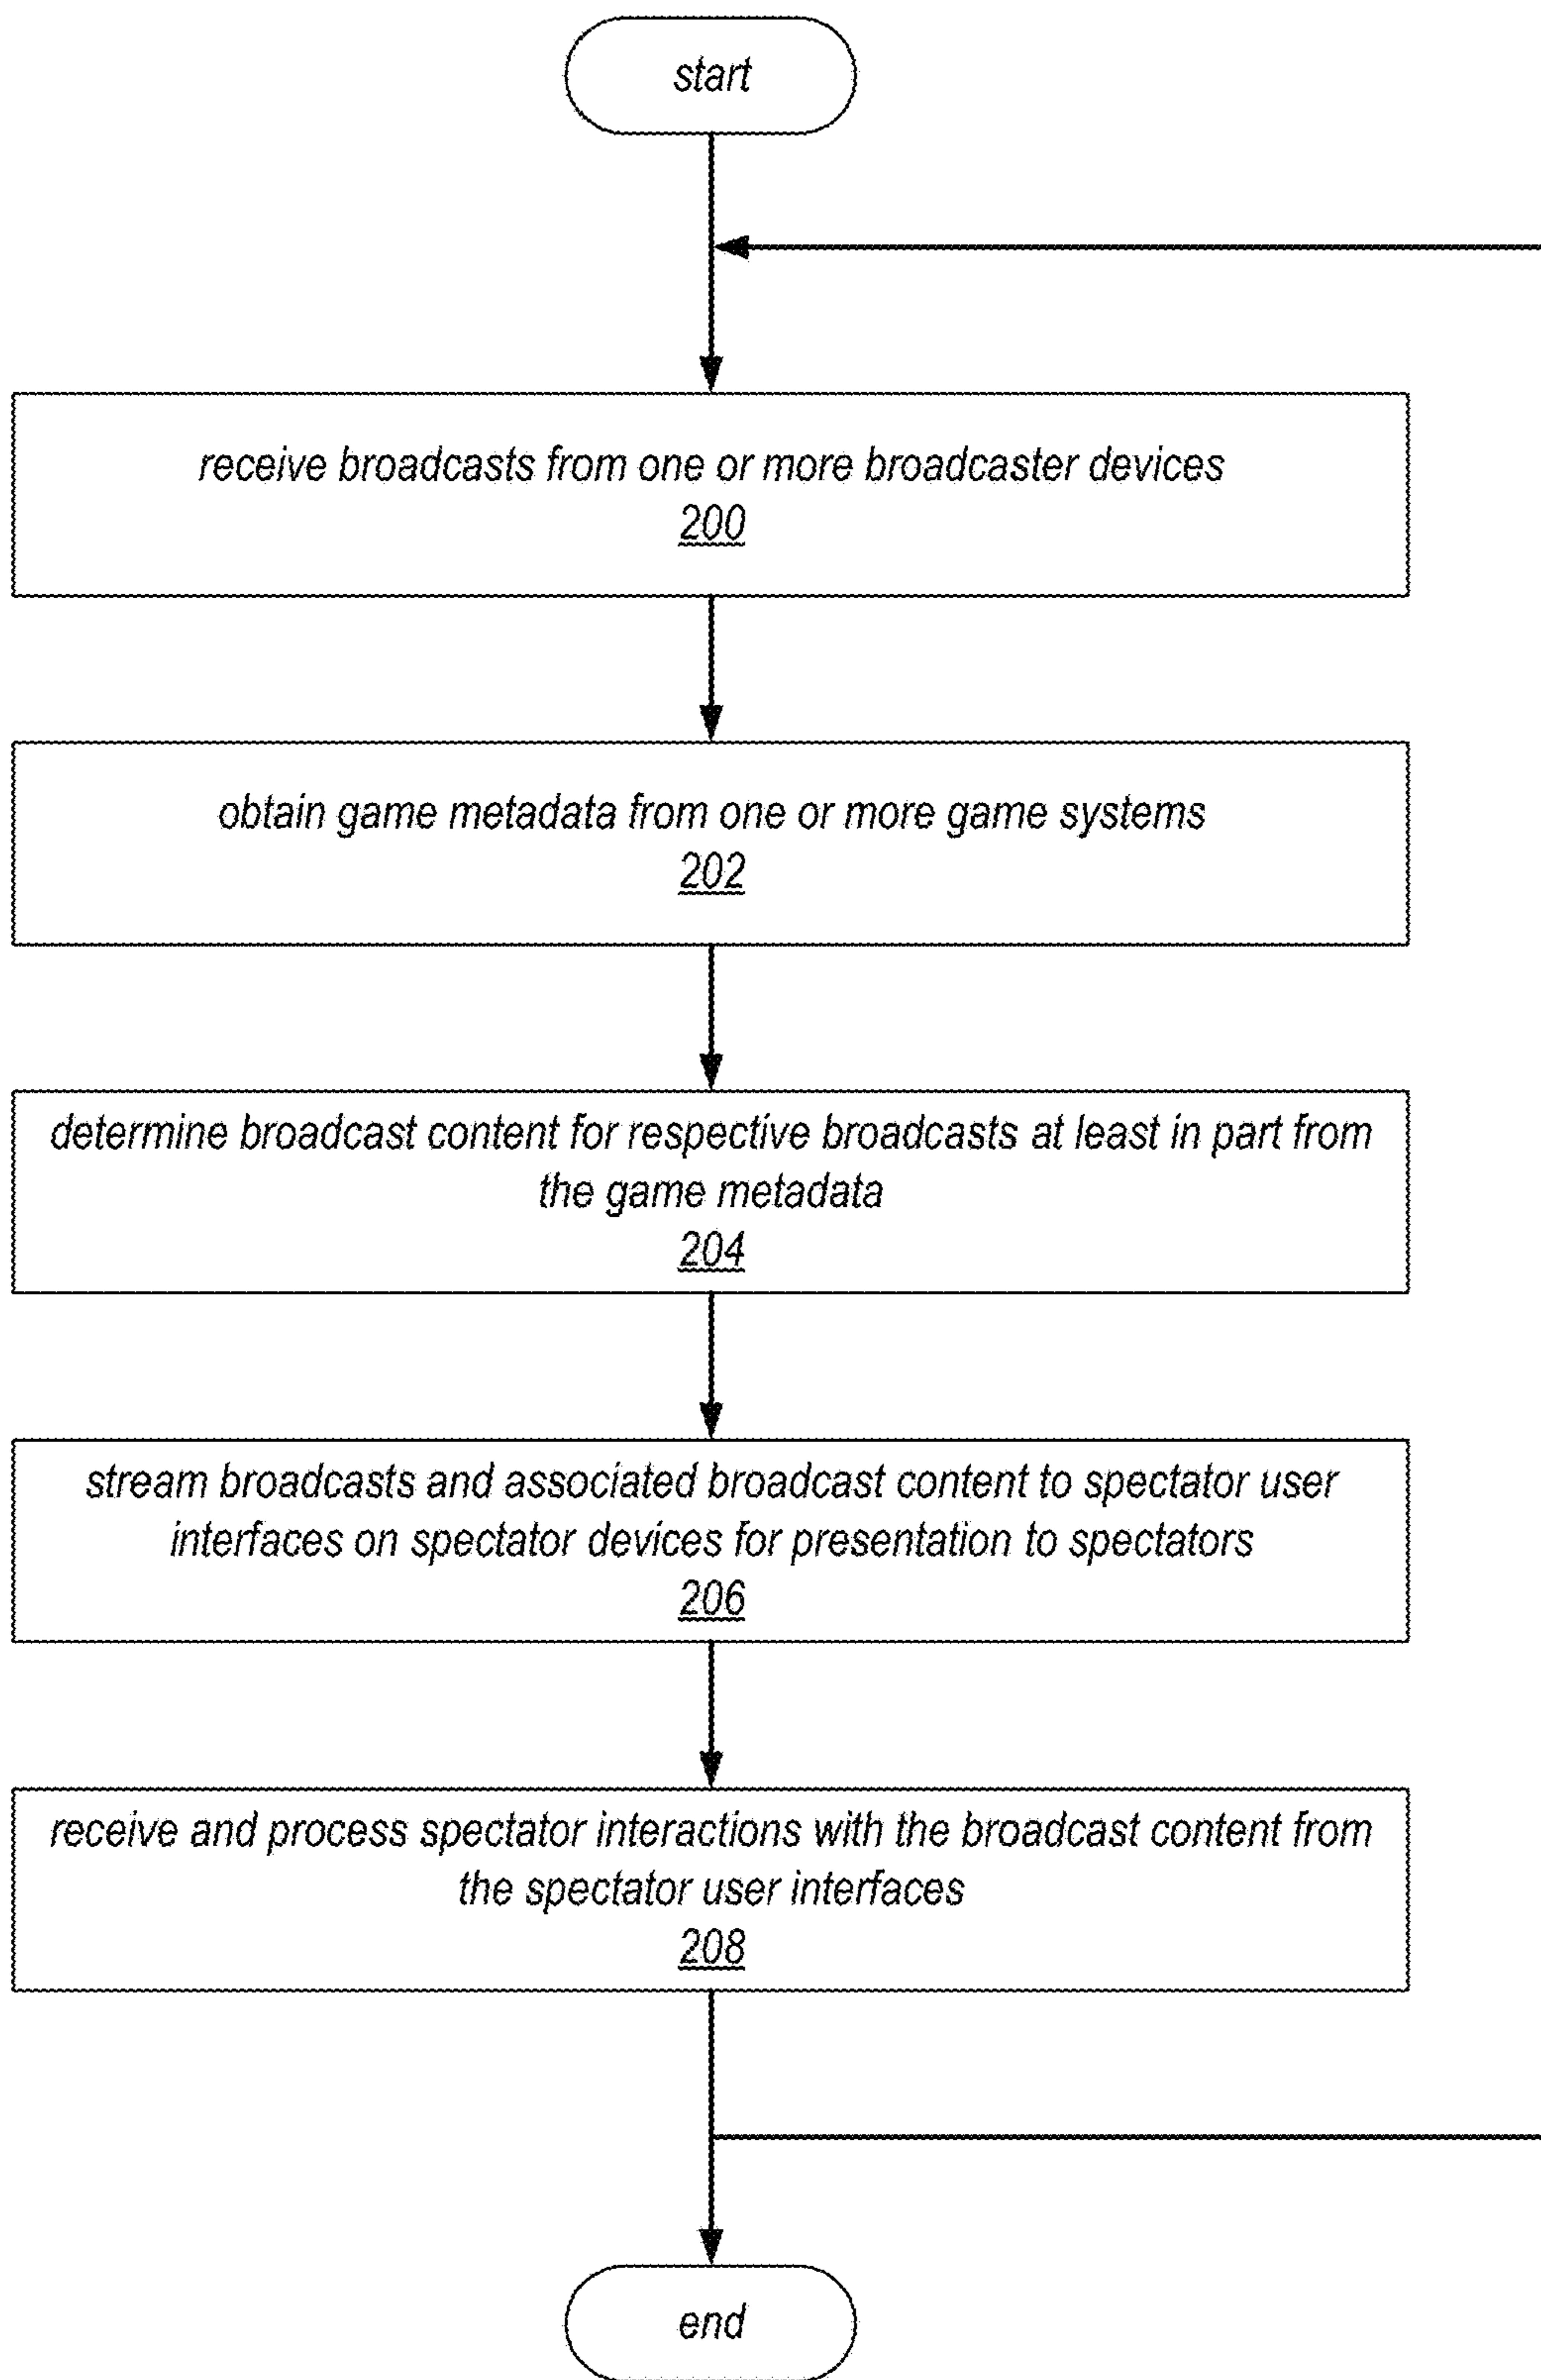 start
receive broadcasts from one or more broadcaster devices
200
obtain game metadata from one or more game systems
202
determine broadcast content for respective broadcasts at least in part from
the game metadata
204
stream broadcasts and associated broadcast content to spectator user
interfaces on spectator devices for presentation to spectators
206
receive and process spectator interactions with the broadcast content from
the spectator user interfaces
208
end